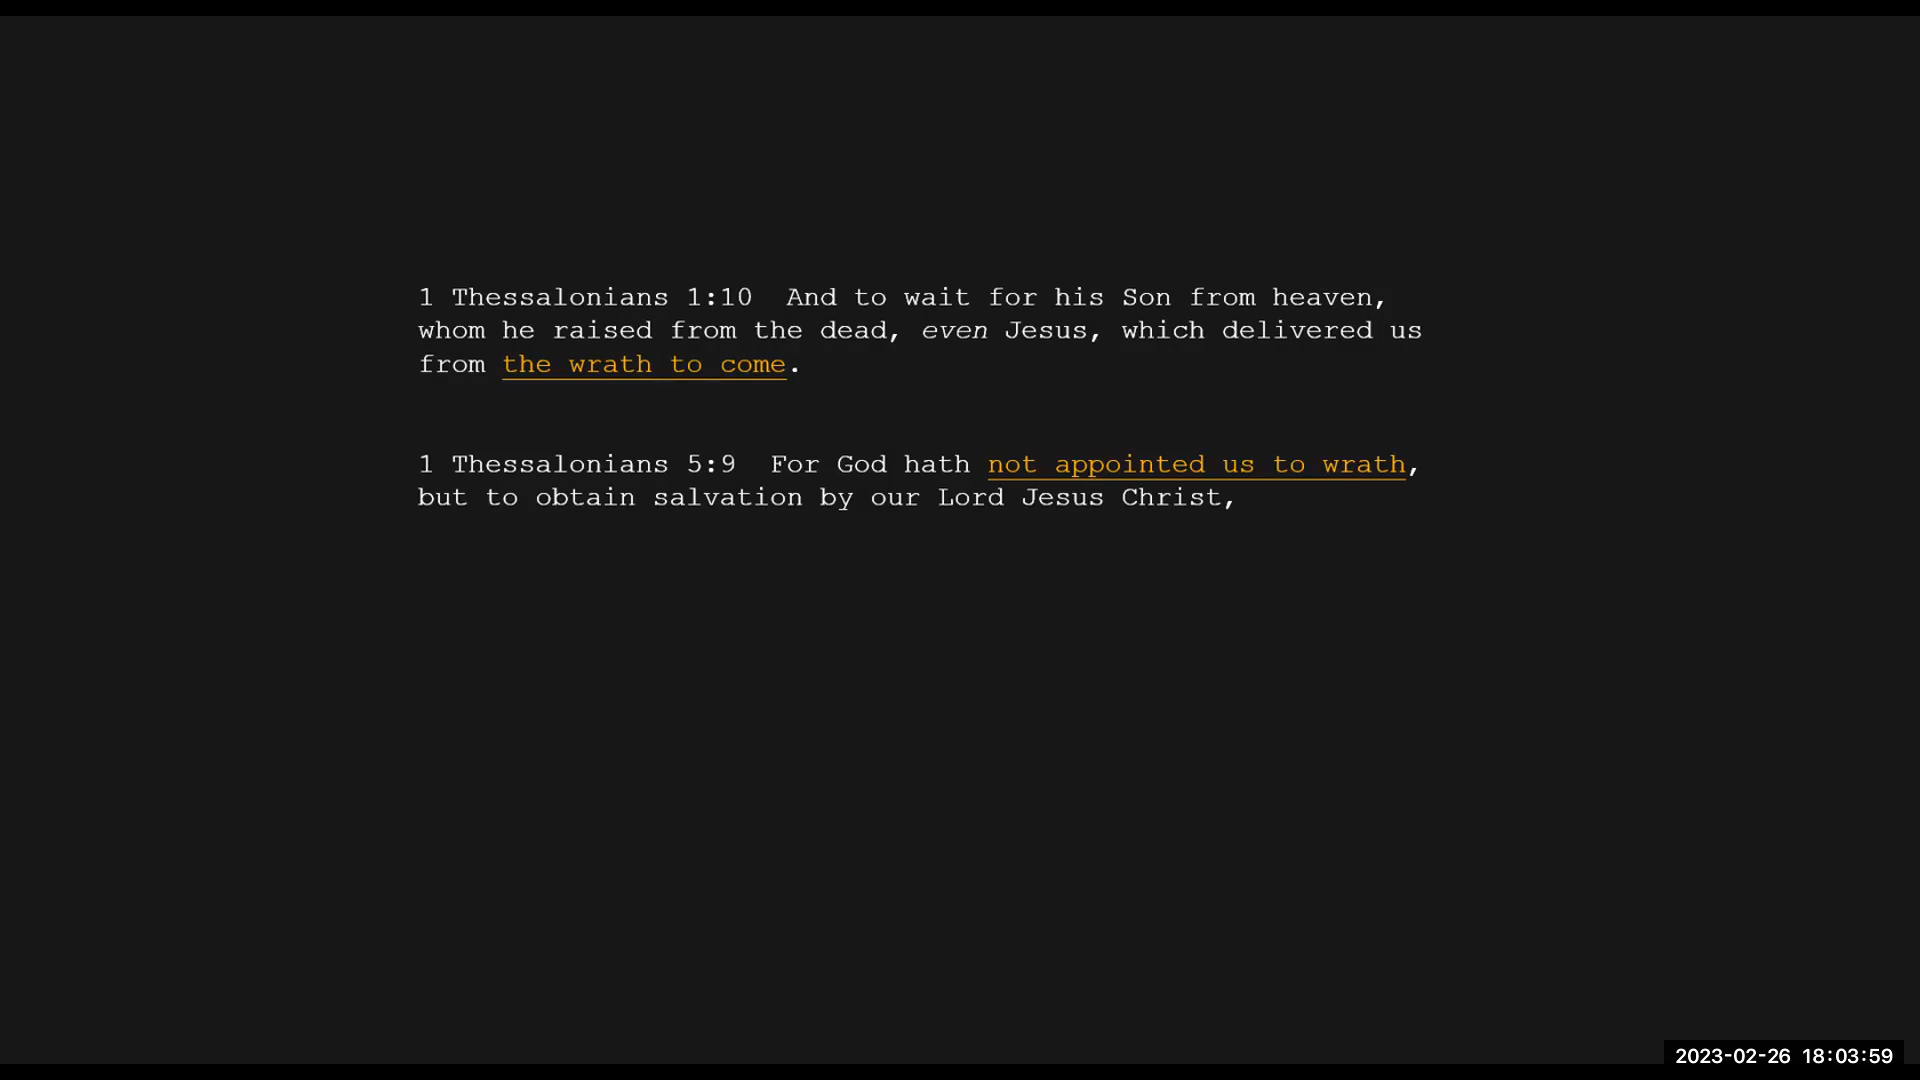 1 Thessalonians 1:10  And to wait for his Son from heaven,
whom he raised from the dead, even Jesus, which delivered us
from the wrath to come.
1 Thessalonians 5:9  For God hath not appointed us to wrath,
but to obtain salvation by our Lord Jesus Christ,
2023-02-26 18:03:59